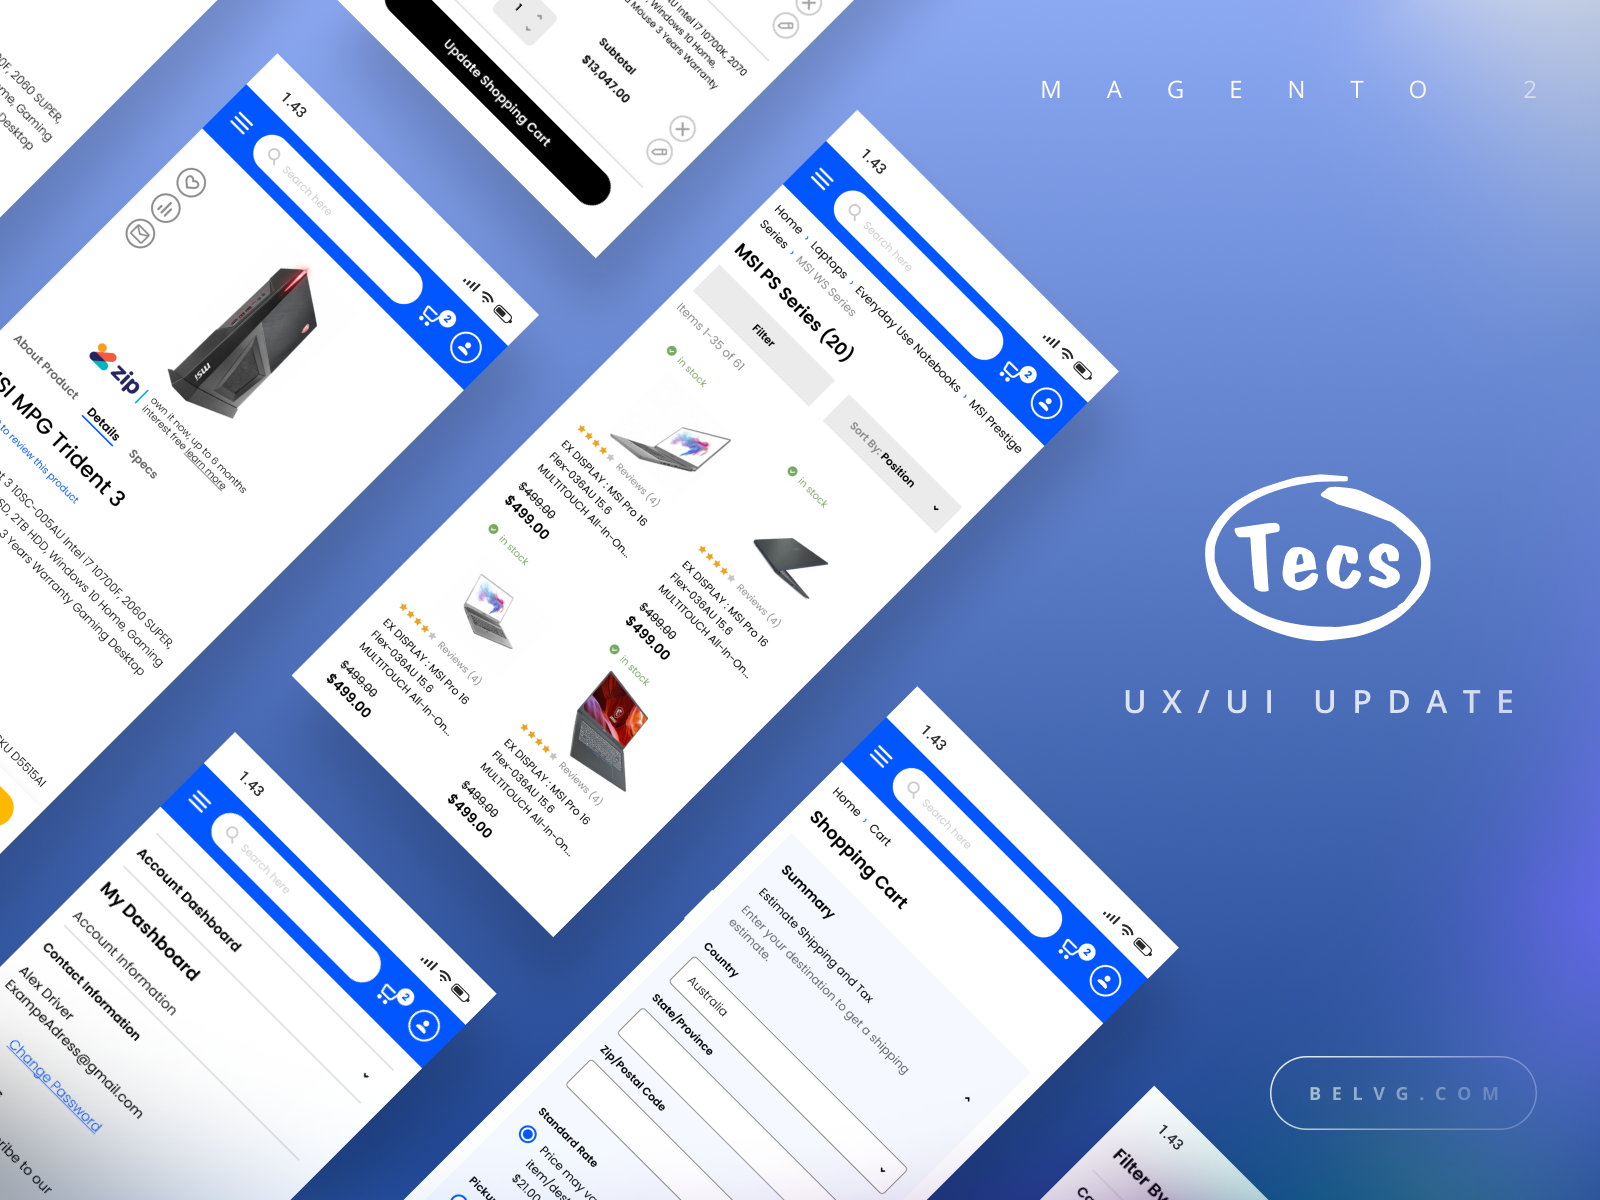 MAGENTO 2
Tecs
UX/UI UPDATE
BELVG.COM
0F, 2060 SUPER,
me, Gaming
Desktop
1
Intel i7 10700K, 2070
Windows 10 Home,
Mouse 3 Years Warranty
Subtotal
$13,047.00
Update Shopping Cart
1.43
Search here
2
msi
zip
own it now, up to 6 months
interest free learn more
About Product
Details
Specs
SI MPG Trident 3
to review this product
t 3 10SC-005AU Intel i7 10700F, 2060 SUPER,
SD, 2TB HDD, Windows 10 Home, Gaming
3 Years Warranty Gaming Desktop
KU D5515AI
1.43
Search here
2
Home › Laptops › Everyday Use Notebooks › MSI Prestige
Series › MSI WS Series
MSI PS Series (20)
Filter
Sort By: Position
Items 1-35 of 61
in stock
Reviews (4)
EX DISPLAY : MSI Pro 16
Flex-036AU 15.6
MULTITOUCH All-In-On...
$499.00
$499.00
in stock
Reviews (4)
EX DISPLAY : MSI Pro 16
Flex-036AU 15.6
MULTITOUCH All-In-On...
$499.00
$499.00
in stock
Reviews (4)
EX DISPLAY : MSI Pro 16
Flex-036AU 15.6
MULTITOUCH All-In-On...
$499.00
$499.00
in stock
Reviews (4)
EX DISPLAY : MSI Pro 16
Flex-036AU 15.6
MULTITOUCH All-In-On...
$499.00
$499.00
1.43
Search here
2
Account Dashboard
My Dashboard
Account Information
Contact Information
Alex Driver
ExampeAdress@gmail.com
Change Password
cribe to our
1.43
Search here
2
Home › Cart
Shopping Cart
Summary
Estimate Shipping and Tax
Enter your destination to get a shipping
estimate.
Country
Australia
State/Province
Zip/Postal Code
Standard Rate
Price may va
item/dest
$21.00
Picku
1.43
Filter By